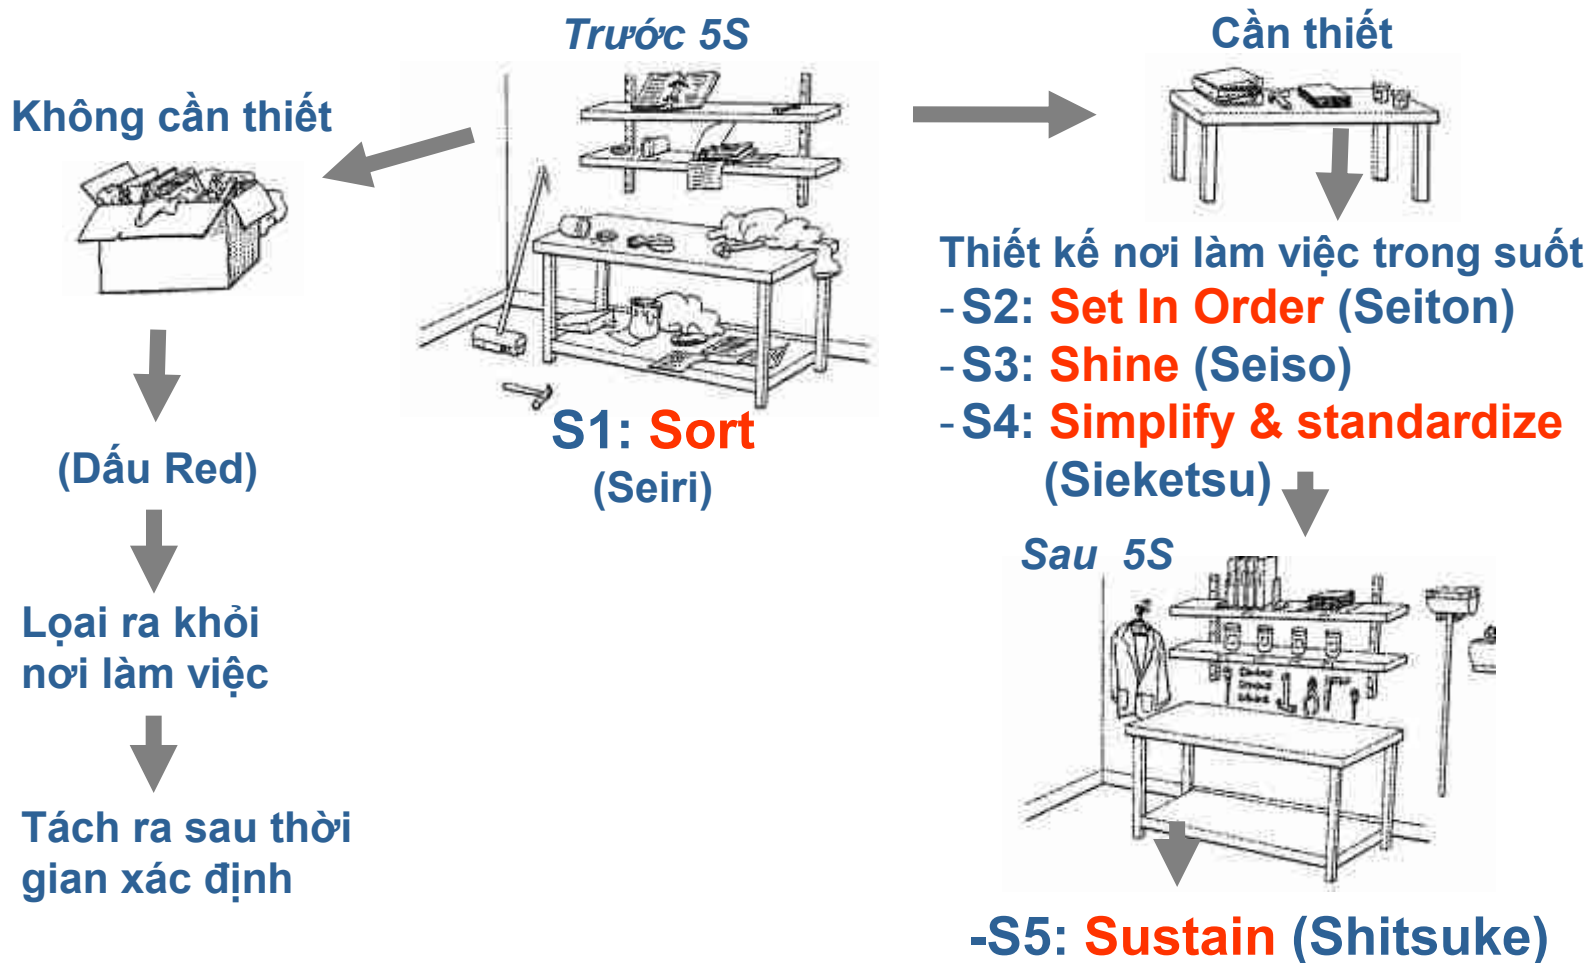 Trước 5S
Cần thiết
Không cần thiết
Thiết kế nơi làm việc trong suốt
- S2: Set In Order (Seiton)
- S3: Shine (Seiso)
- S4: Simplify & standardize
(Sieketsu)
S1: Sort
(Seiri)
(Dấu Red)
Sau 5S
Lọai ra khỏi
nơi làm việc
Tách ra sau thời
gian xác định
-S5: Sustain (Shitsuke)